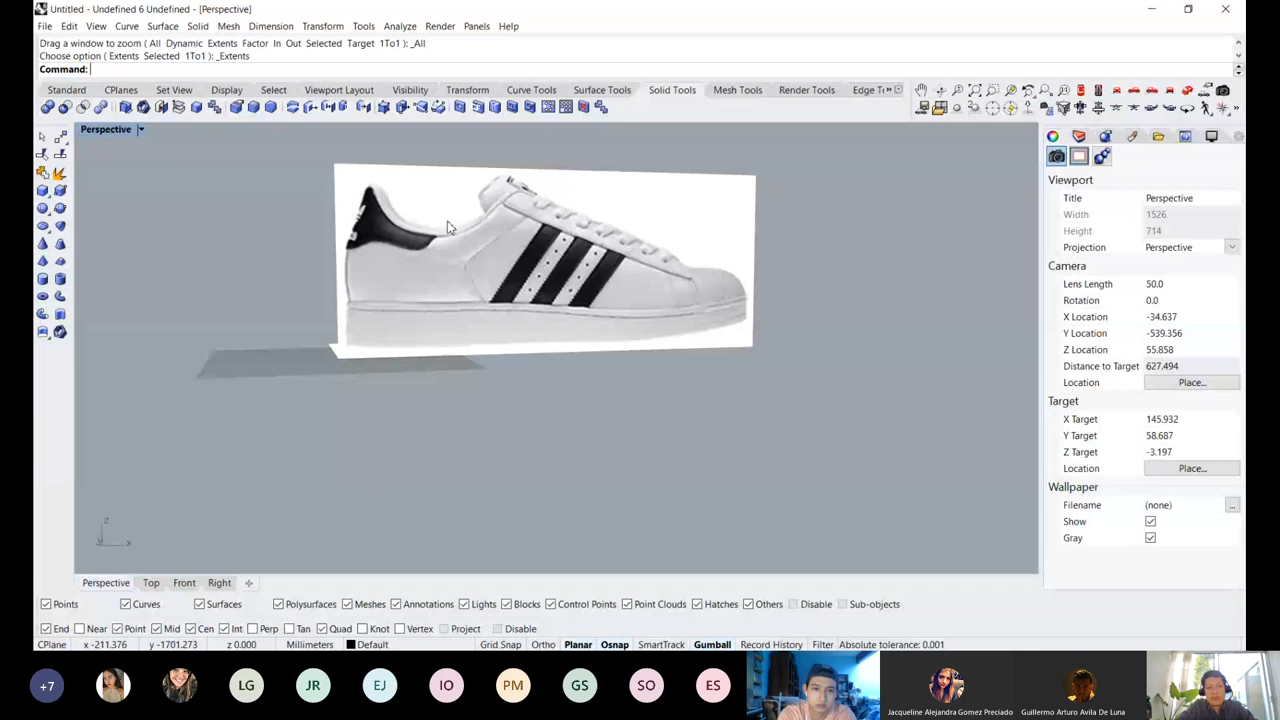 Untitled - Undefined 6 Undefined - [Perspective]
File Edit View Curve Surface Solid Mesh Dimension Transform Tools Analyze Render Panels Help
Drag a window to zoom ( All Dynamic Extents Factor In Out Selected Target 1To1 ): _All
Choose option ( Extents Selected 1To1 ): _Extents
Command:
Standard CPlanes Set View Display Select Viewport Layout Visibility Transform Curve Tools Surface Tools Solid Tools Mesh Tools Render Tools Edge To »
Perspective
Viewport
Title Perspective
Width 1526
Height 714
Projection Perspective
Camera
Lens Length 50.0
Rotation 0.0
X Location -34.637
Y Location -539.356
Z Location 55.858
Distance to Target 627.494
Location Place...
Target
X Target 145.932
Y Target 58.687
Z Target -3.197
Location Place...
Wallpaper
Filename (none) ...
Show
Gray
z
x
Perspective Top Front Right
Points Curves Surfaces Polysurfaces Meshes Annotations Lights Blocks Control Points Point Clouds Hatches Others Disable Sub-objects
End Near Point Mid Cen Int Perp Tan Quad Knot Vertex Project Disable
CPlane x -211.376 y -1701.273 z 0.000 Millimeters Default Grid Snap Ortho Planar Osnap SmartTrack Gumball Record History Filter Absolute tolerance: 0.001
+7 LG JR EJ IO PM GS SO ES
Jacqueline Alejandra Gomez Preciado Guillermo Arturo Avila De Luna